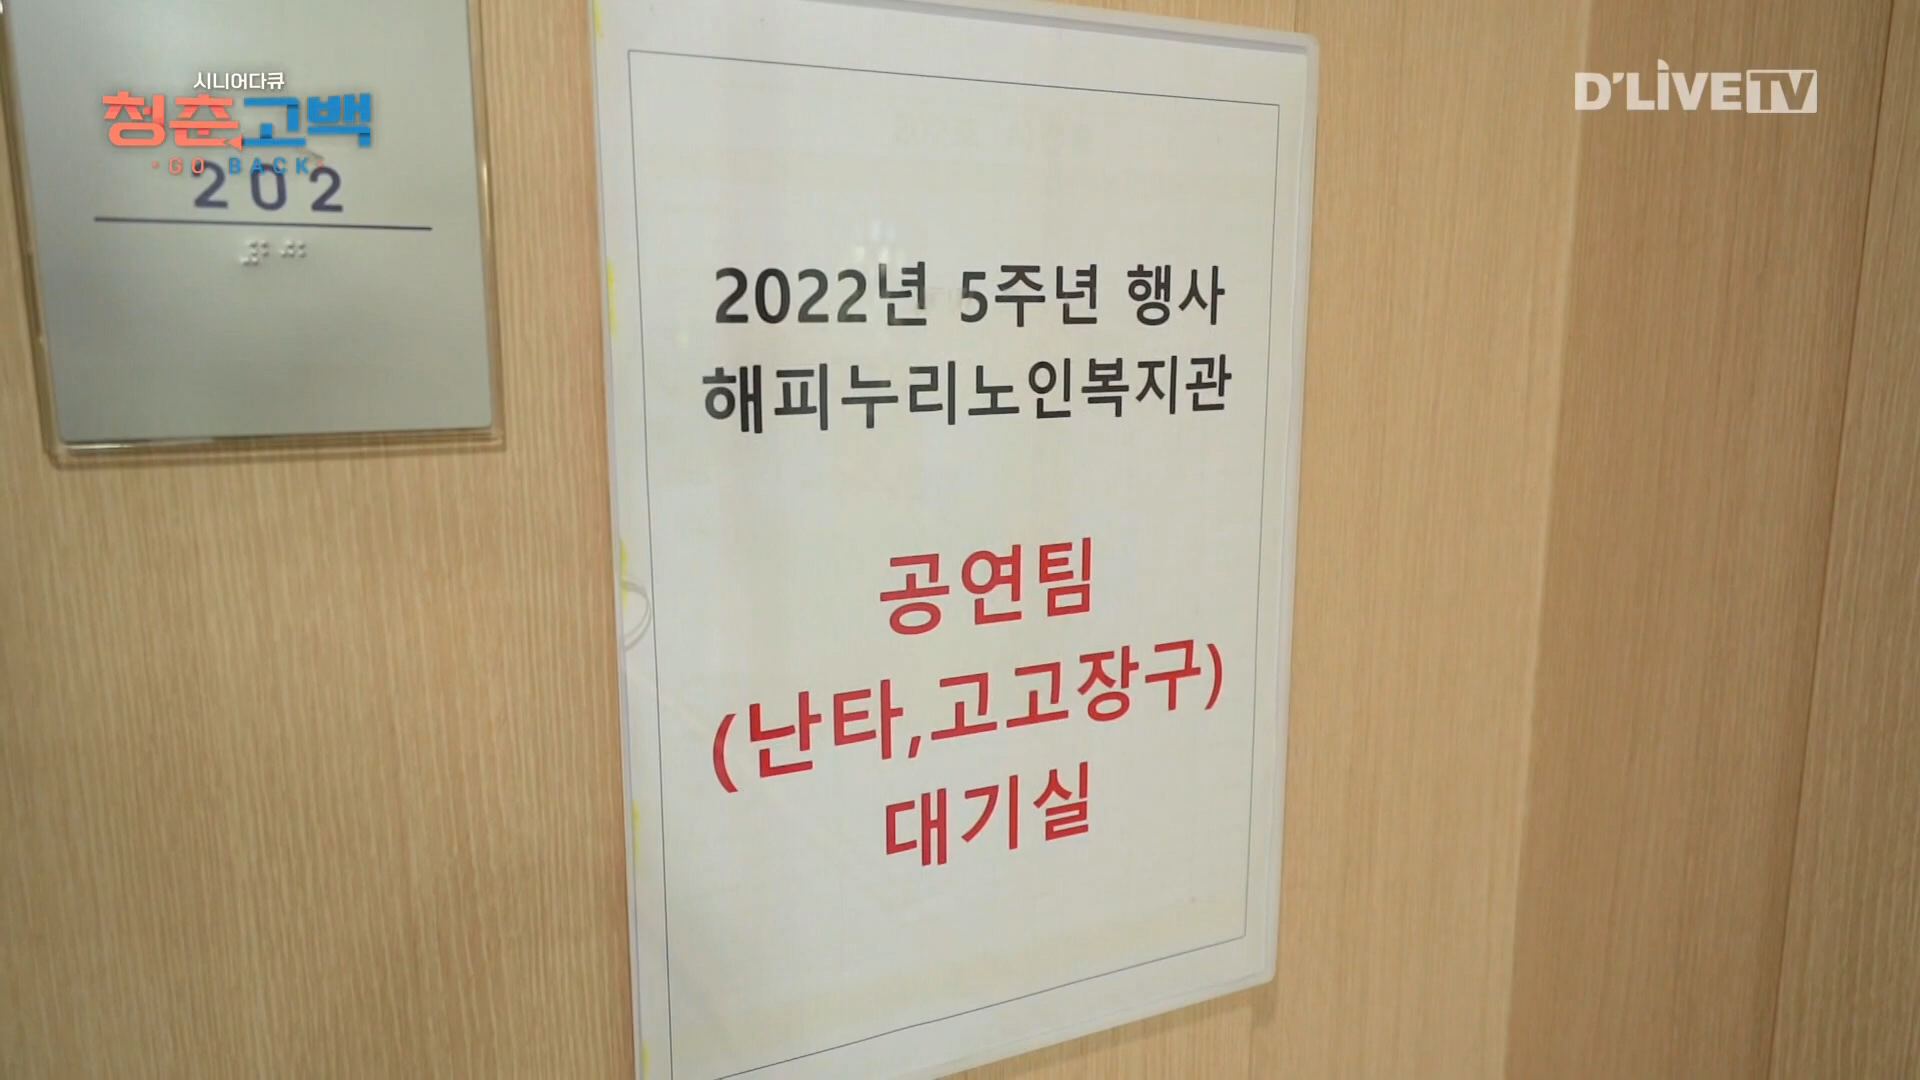 시니어다큐
청춘고백
GO BACK
D'LIVE TV
202
2022년 5주년 행사
해피누리노인복지관
공연팀
(난타,고고장구)
대기실